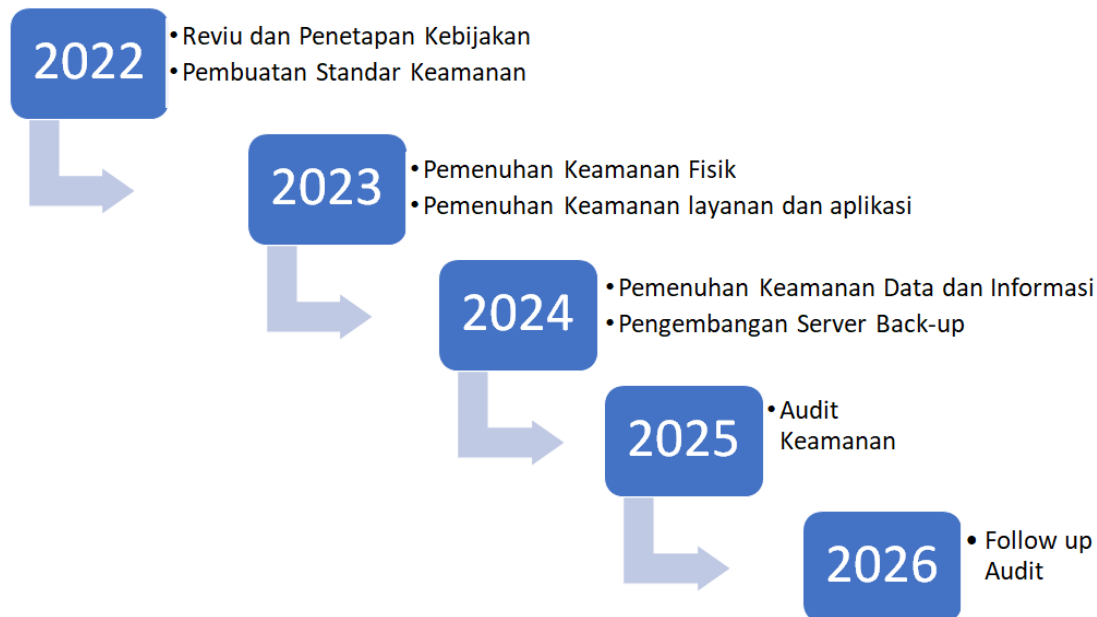 2022
•Reviu dan Penetapan Kebijakan
•Pembuatan Standar Keamanan
2023
•Pemenuhan Keamanan Fisik
•Pemenuhan Keamanan layanan dan aplikasi
2024
•Pemenuhan Keamanan Data dan Informasi
•Pengembangan Server Back-up
2025
•Audit
Keamanan
2026
• Follow up
Audit